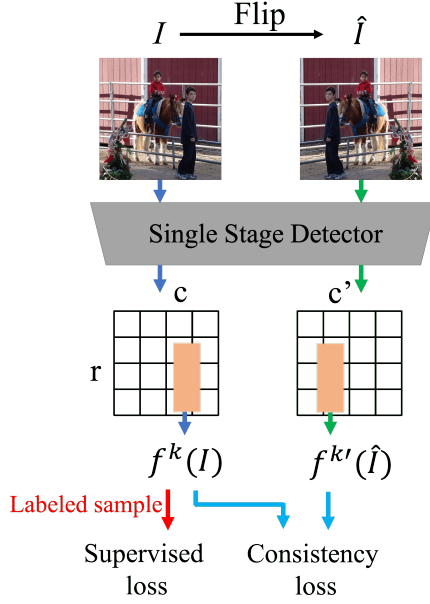 Flip
I Î
Single Stage Detector
c c’
r
f^k(I) f^{k′}(Î)
Labeled sample
Supervised loss
Consistency loss